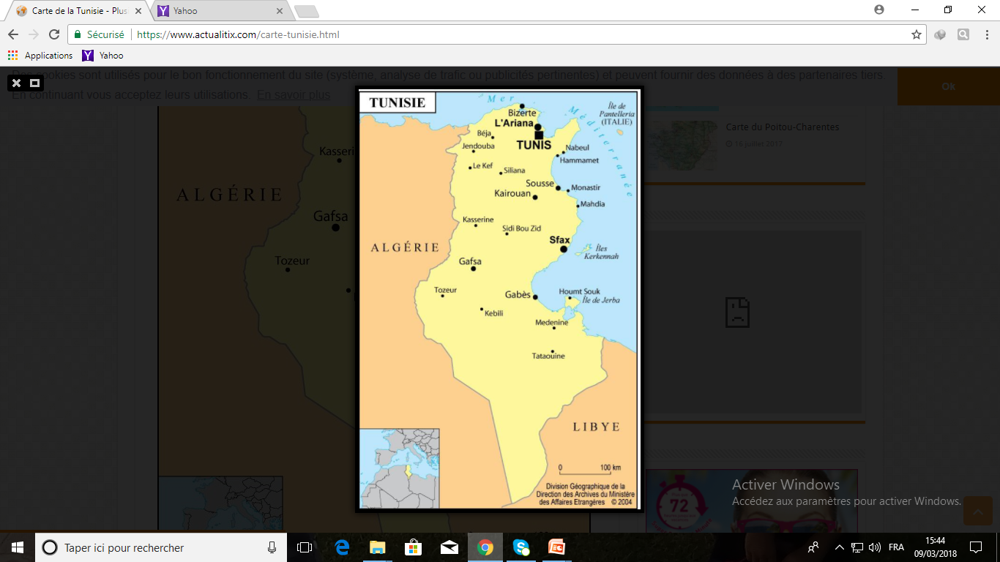 Carte de la Tunisie - Plus
Yahoo
Sécurisé
https://www.actualitix.com/carte-tunisie.html
Applications
Yahoo
ookies sont utilisés pour le bon fonctionnement du site (système, analyse de trafic ou publicités pertinentes) et peuvent fournir des données à des partenaires tiers
En continuant vous acceptez leurs utilisations. En savoir plus
Ok
Carte du Poitou-Charentes
16 juillet 2017
Kasseri
ALGÉRIE
Gafsa
Tozeur
TUNISIE
Mer
Méditerranée
Île de
Pantelleria
(ITALIE)
Bizerte
L'Ariana
TUNIS
Béja
Jendouba
Nabeul
Hammamet
Le Kef
Siliana
Sousse
Monastir
Kairouan
Mahdia
Kasserine
Sidi Bou Zid
Sfax
Îles
Kerkennah
ALGÉRIE
Gafsa
Tozeur
Gabès
Houmt Souk
Île de Jerba
Kebili
Medenine
Tataouine
LIBYE
0 100 km
Division Géographique de la
Direction des Archives du Ministère
des Affaires Etrangères © 2004
72
Activer Windows
Accédez aux paramètres pour activer Windows.
Taper ici pour rechercher
FRA
15:44
09/03/2018